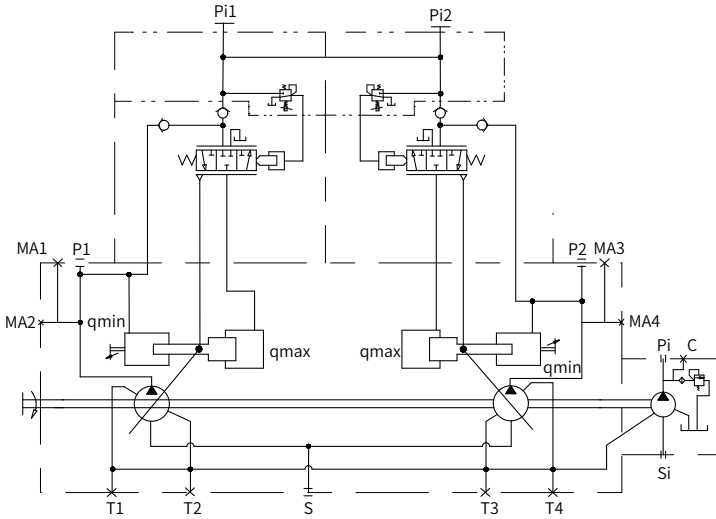 Pi1
Pi2
MA1
P1
P2
MA3
MA2
qmin
qmax
qmax
qmin
MA4
Pi
C
Si
T1
T2
S
T3
T4